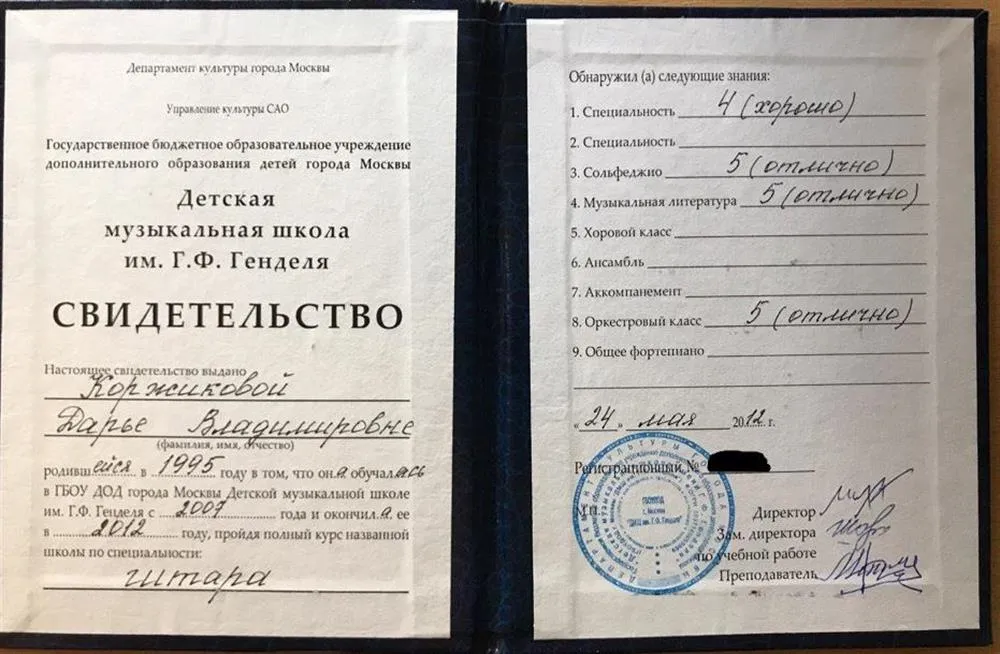 Департамент культуры города Москвы
Управление культуры САО
Государственное бюджетное образовательное учреждение
дополнительного образования детей города Москвы
Детская
музыкальная школа
им. Г.Ф. Генделя
СВИДЕТЕЛЬСТВО
Настоящее свидетельство выдано
Коржиковой
Дарье Владимировне
(фамилия, имя, отчество)
родившейся в 1995 году в том, что он а обучалась
в ГБОУ ДОД города Москвы Детской музыкальной школе
им. Г.Ф. Генделя с 2007 года и окончил а ее
в 2012 году, пройдя полный курс названной
школы по специальности:
гитара
Обнаружил (а) следующие знания:
1. Специальность 4 (хорошо)
2. Специальность
3. Сольфеджио 5 (отлично)
4. Музыкальная литература 5 (отлично)
5. Хоровой класс
6. Ансамбль
7. Аккомпанемент
8. Оркестровый класс 5 (отлично)
9. Общее фортепиано
"24" мая 2012 г.
Регистрационный №
М.П.
Директор
Зам. директора
по учебной работе
Преподаватель